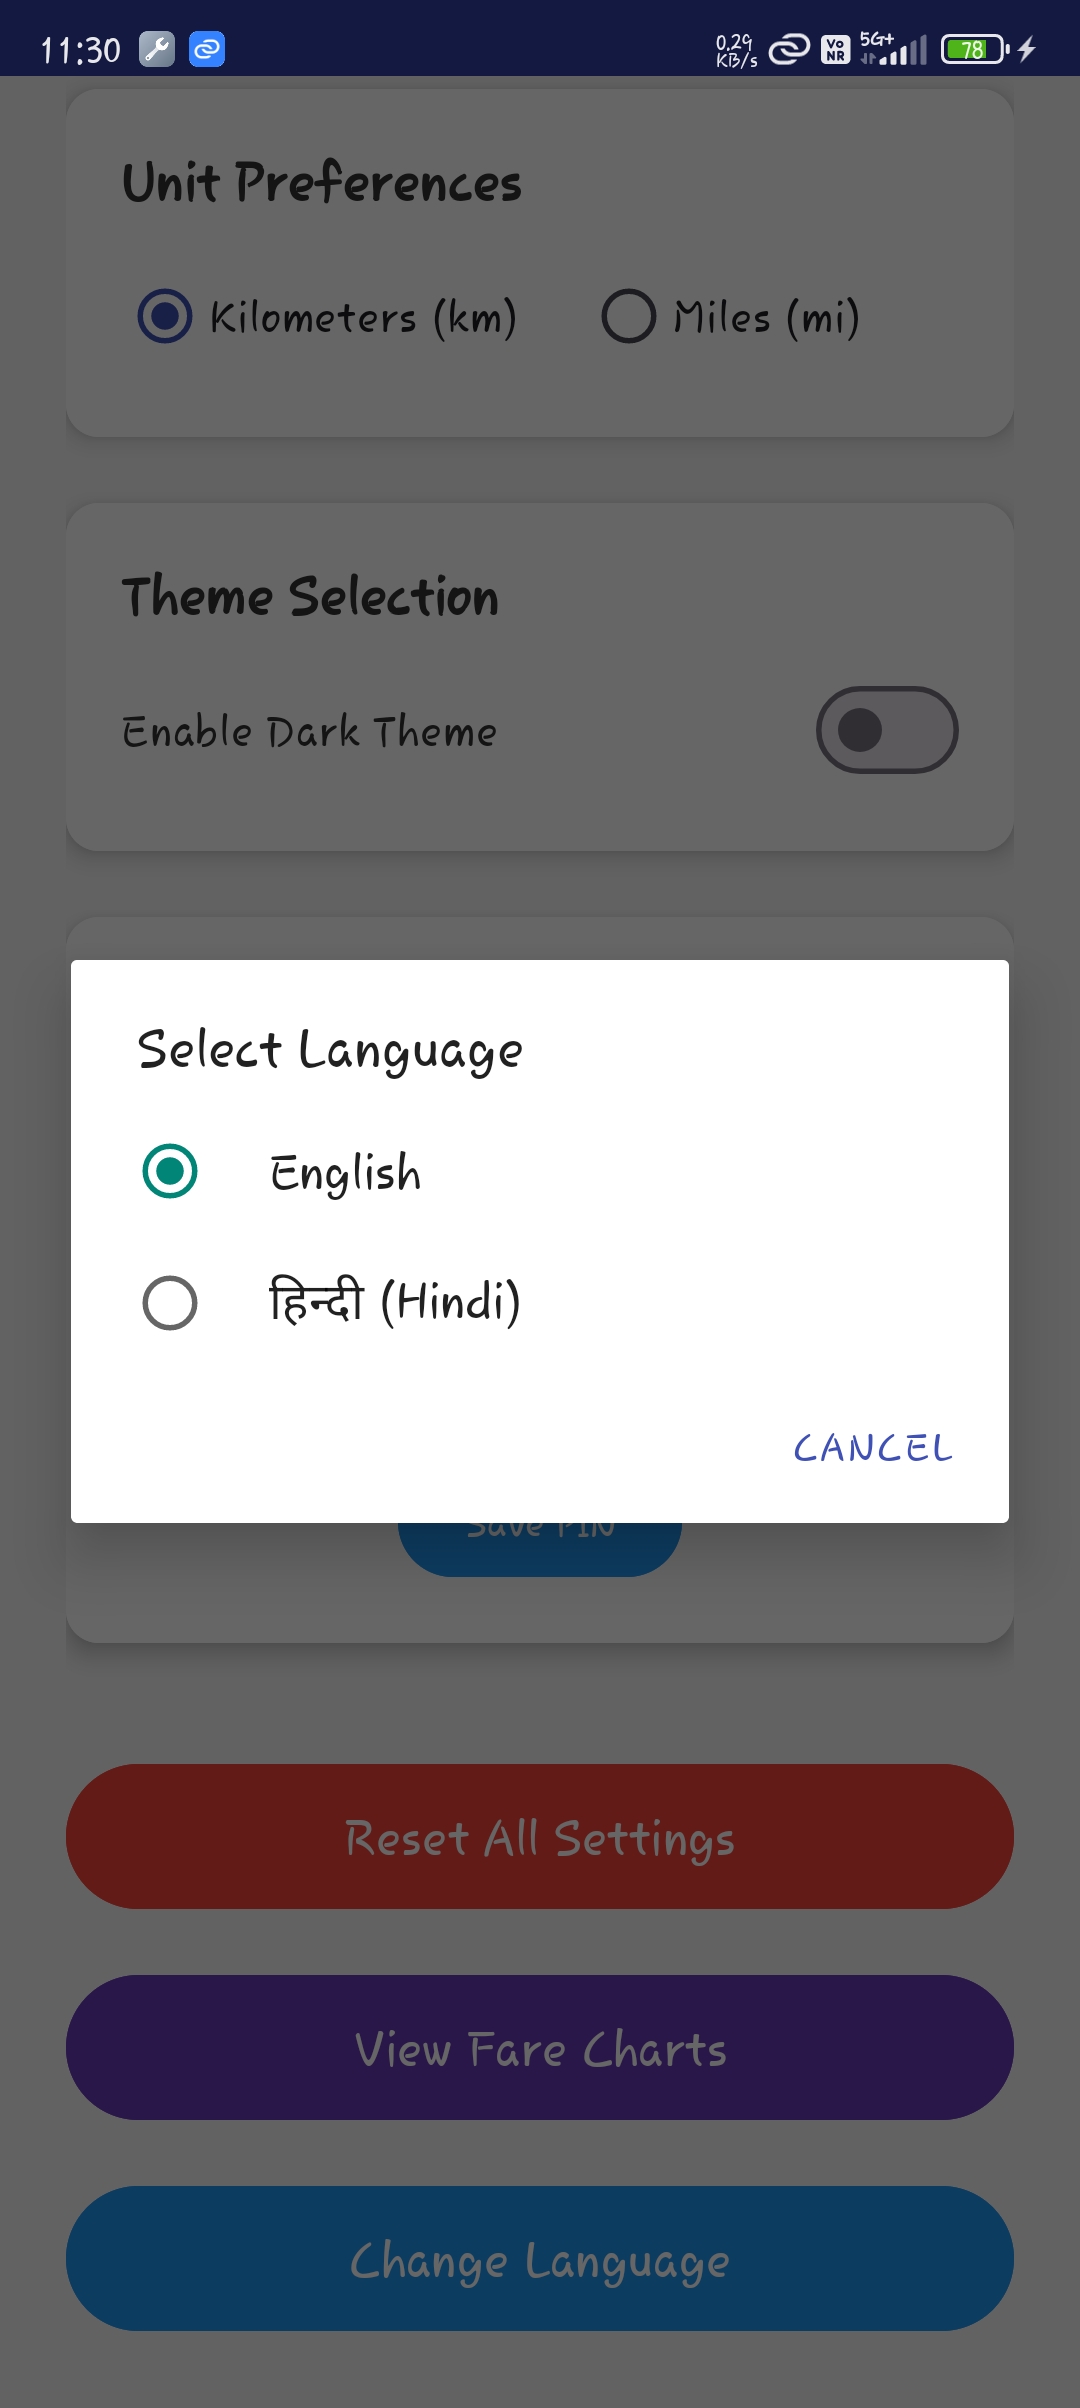 11:30
0.29 KB/s
Vo NR
5G+
78
Unit Preferences
Kilometers (km)
Miles (mi)
Theme Selection
Enable Dark Theme
Select Language
English
हिन्दी (Hindi)
CANCEL
Save PIN
Reset All Settings
View Fare Charts
Change Language